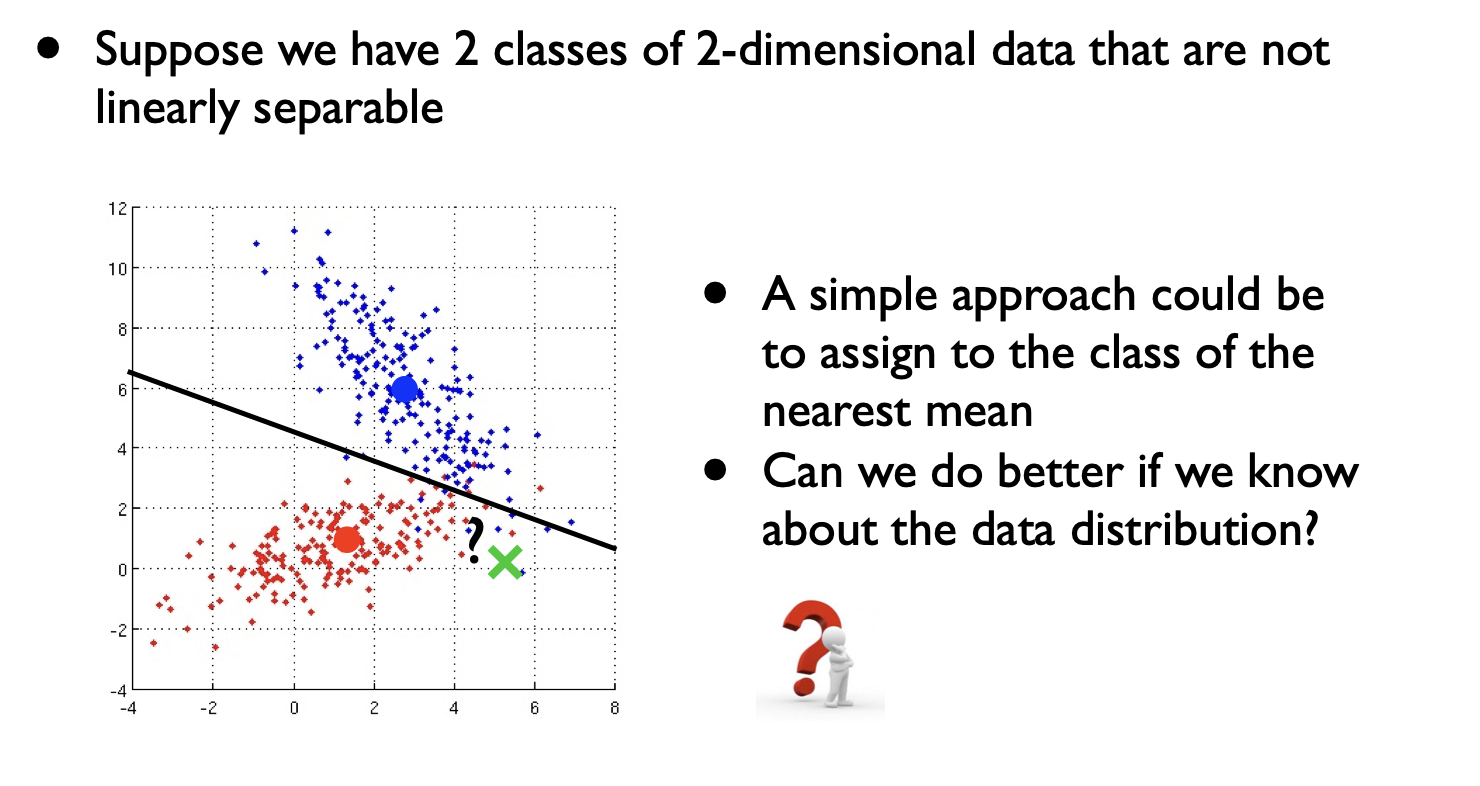 • Suppose we have 2 classes of 2-dimensional data that are not
linearly separable
12
10
8
6
4
2
0
-2
-4
-4 -2 0 2 4 6 8
?
• A simple approach could be
to assign to the class of the
nearest mean
• Can we do better if we know
about the data distribution?
?